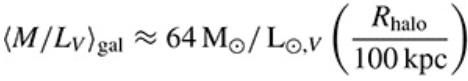 ⟨M/L_V⟩_gal ≈ 64 M_⊙/L_⊙,V (R_halo / 100 kpc)